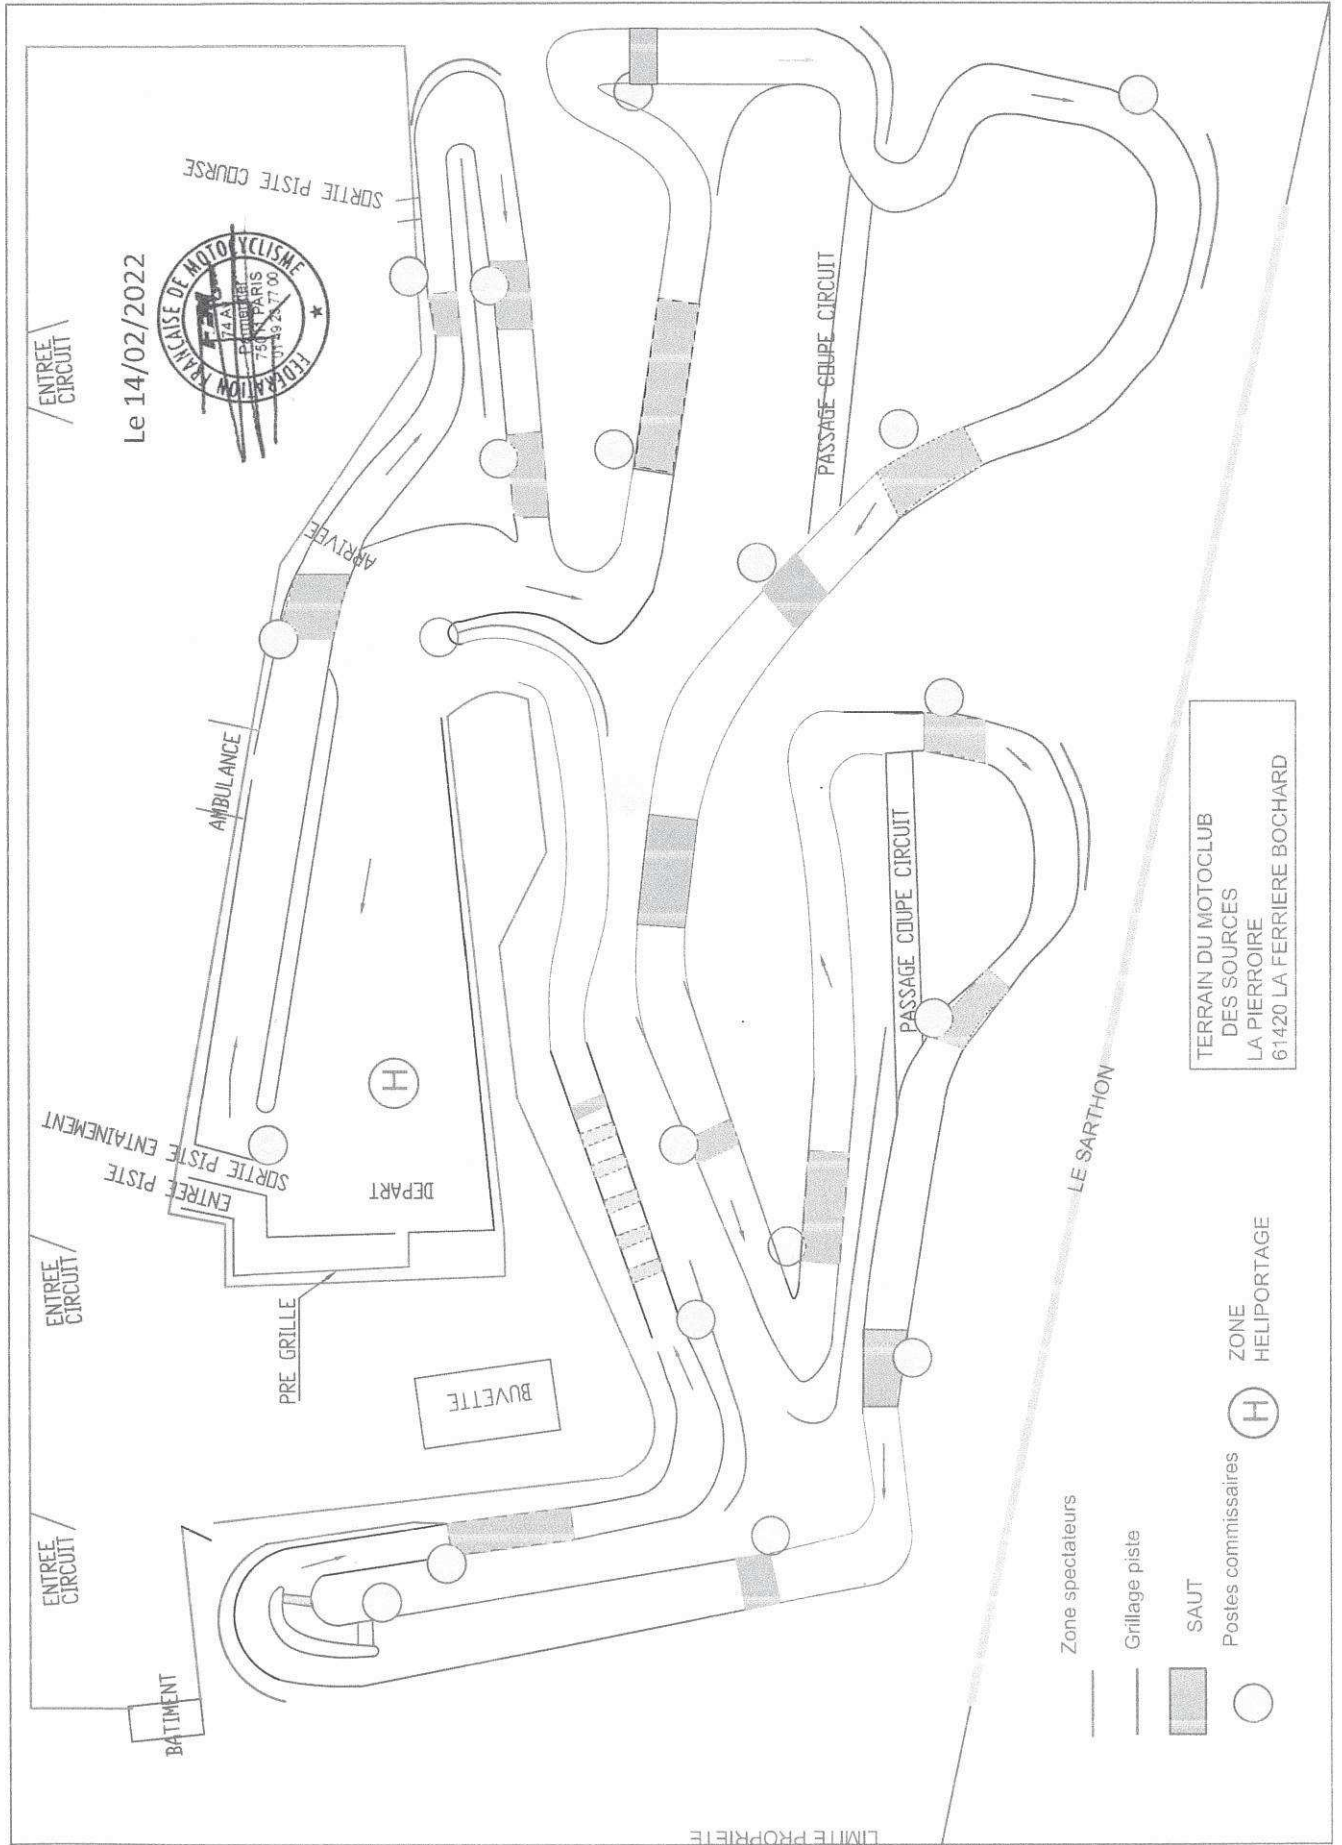 ENTREE
CIRCUIT
ENTREE
CIRCUIT
ENTREE
CIRCUIT
Le 14/02/2022
FEDERATION FRANÇAISE DE MOTOCYCLISME
PARIS
SORTIE PISTE COURSE
ARRIVEE
AMBULANCE
SORTIE PISTE ENTAINEMENT
ENTREE PISTE
DEPART
H
PRE GRILLE
BUVETTE
BATIMENT
PASSAGE COUPE CIRCUIT
PASSAGE COUPE CIRCUIT
LE SARTHON
LIMITE PROPRIETE
TERRAIN DU MOTOCLUB
DES SOURCES
LA PIERROIRE
61420 LA FERRIERE BOCHARD
Zone spectateurs
Grillage piste
SAUT
Postes commissaires
H
ZONE
HELIPORTAGE